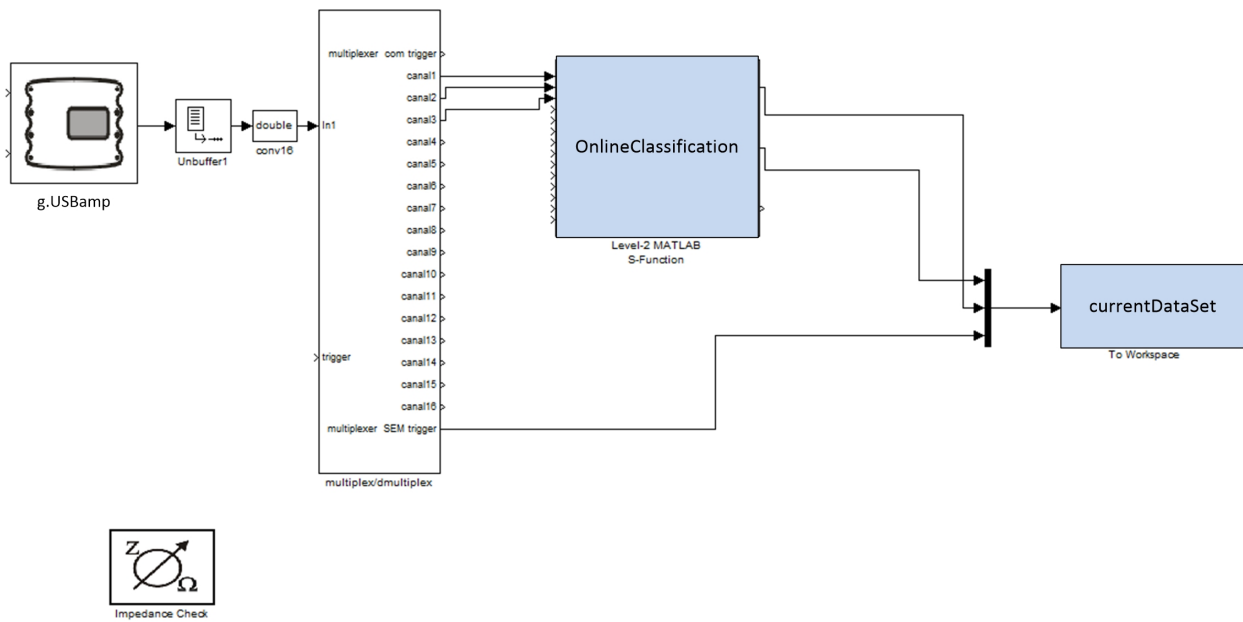 g.USBamp
Unbuffer1
double
conv16
In1
trigger
multiplexer com trigger
canal1
canal2
canal3
canal4
canal5
canal6
canal7
canal8
canal9
canal10
canal11
canal12
canal13
canal14
canal15
canal16
multiplexer SEM trigger
multiplex/dmultiplex
OnlineClassification
Level-2 MATLAB
S-Function
currentDataSet
To Workspace
Z
Ω
Impedance Check